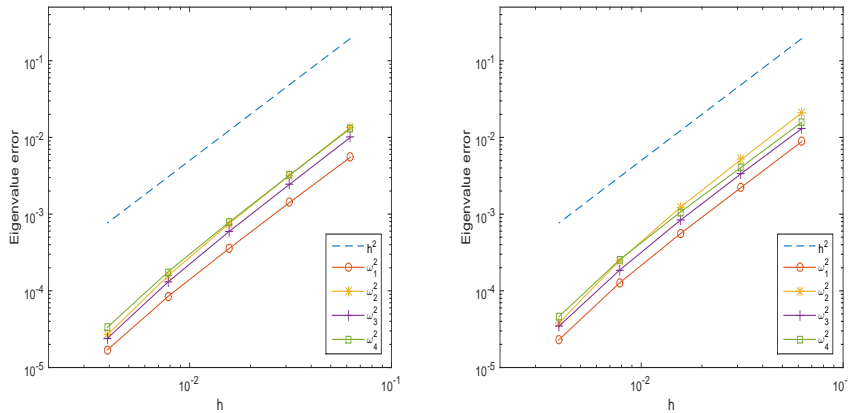 10^-1
10^-2
10^-3
10^-4
10^-5
Eigenvalue error
10^-2
10^-1
h
h^2
ω_1^2
ω_2^2
ω_3^2
ω_4^2
10^-1
10^-2
10^-3
10^-4
10^-5
Eigenvalue error
10^-2
10^-1
h
h^2
ω_1^2
ω_2^2
ω_3^2
ω_4^2